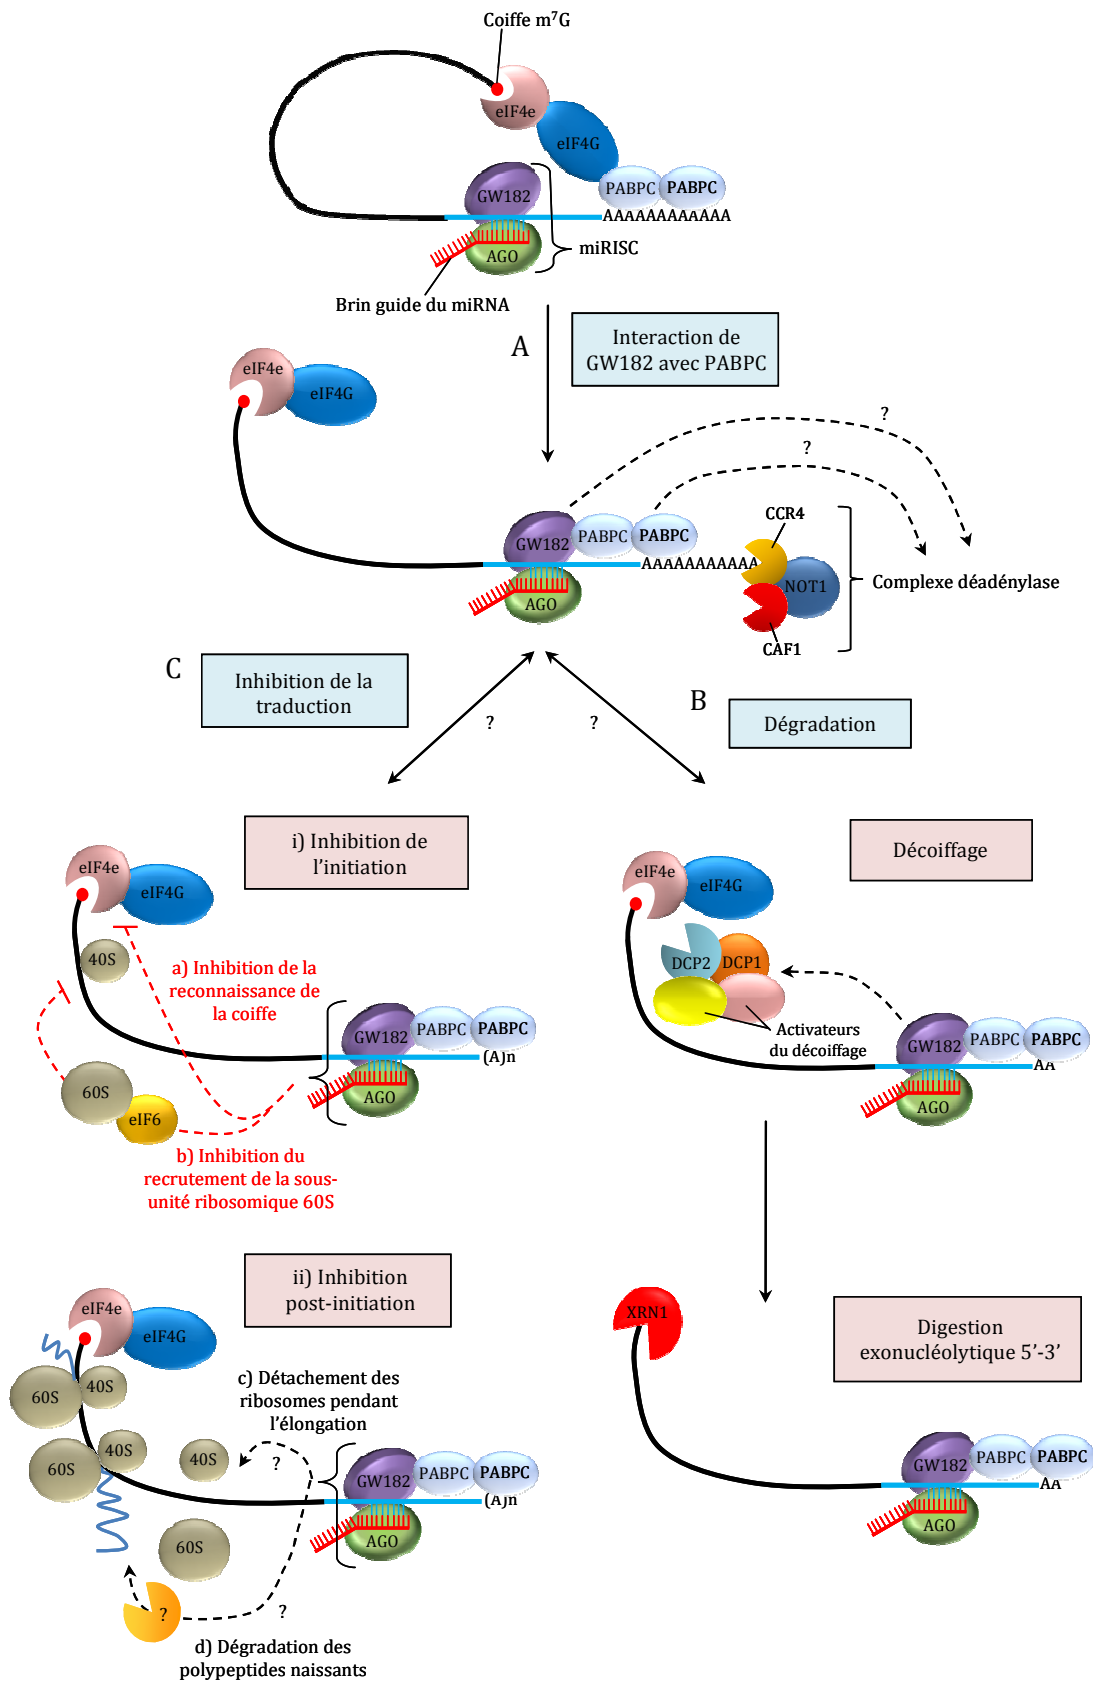 Coiffe m⁷G
eIF4e
eIF4G
GW182
PABPC
PABPC
AAAAAAAAAAAA
AGO
miRISC
Brin guide du miRNA
A
Interaction de
GW182 avec PABPC
eIF4e
eIF4G
?
?
CCR4
GW182
PABPC
PABPC
AAAAAAAAAAA
NOT1
Complexe déadénylase
AGO
CAF1
C
Inhibition de la
traduction
B
Dégradation
?
?
i) Inhibition de
l’initiation
Décoiffage
eIF4e
eIF4G
40S
a) Inhibition de la
reconnaissance de
la coiffe
GW182
PABPC
PABPC
(A)n
AGO
60S
eIF6
b) Inhibition du
recrutement de la sous-
unité ribosomique 60S
eIF4e
eIF4G
DCP2
DCP1
Activateurs
du décoiffage
GW182
PABPC
PABPC
AA
AGO
ii) Inhibition
post-initiation
eIF4e
eIF4G
60S
40S
60S
40S
40S
c) Détachement des
ribosomes pendant
l’élongation
?
GW182
PABPC
PABPC
(A)n
AGO
60S
?
?
d) Dégradation des
polypeptides naissants
XRN1
Digestion
exonucléolytique 5’-3’
GW182
PABPC
PABPC
AA
AGO